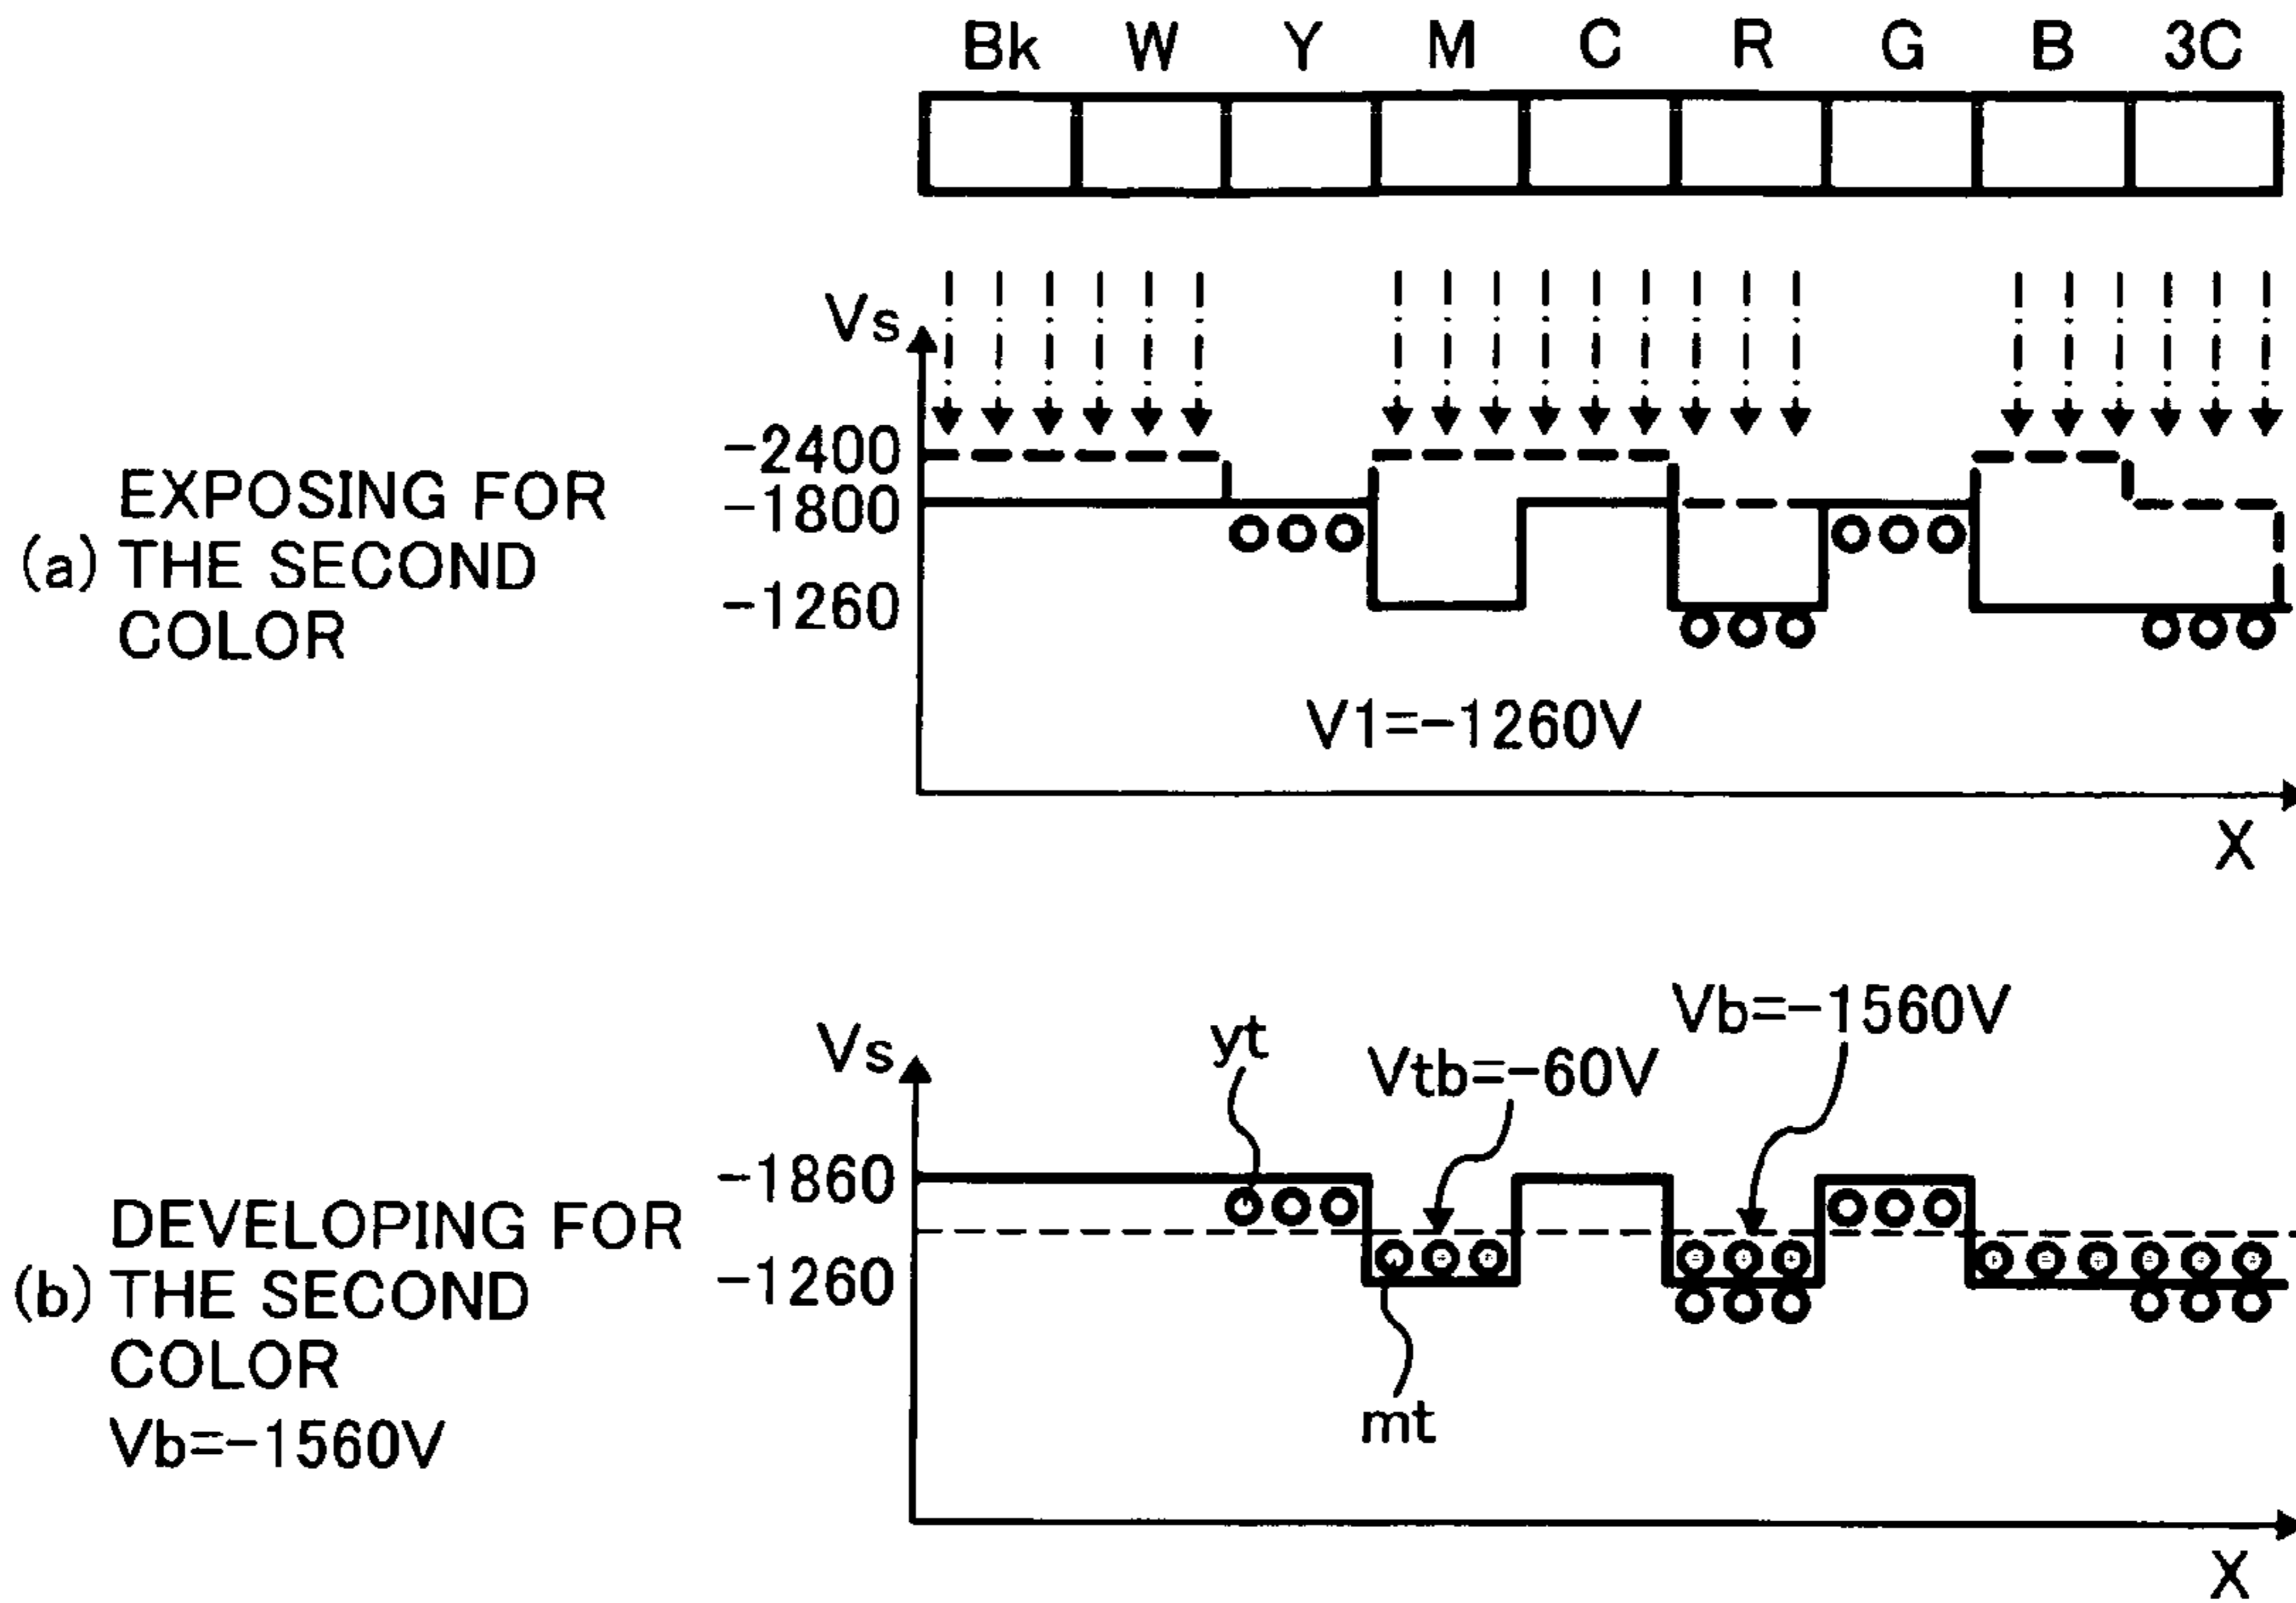 Bk W Y M C R G B 3C
Vs
-2400
-1800
-1260
(a) EXPOSING FOR
THE SECOND
COLOR
V1=-1260V
X
Vb=-1560V
yt
Vtb=-60V
Vs
-1860
-1260
(b) DEVELOPING FOR
THE SECOND
COLOR
Vb=-1560V
mt
X